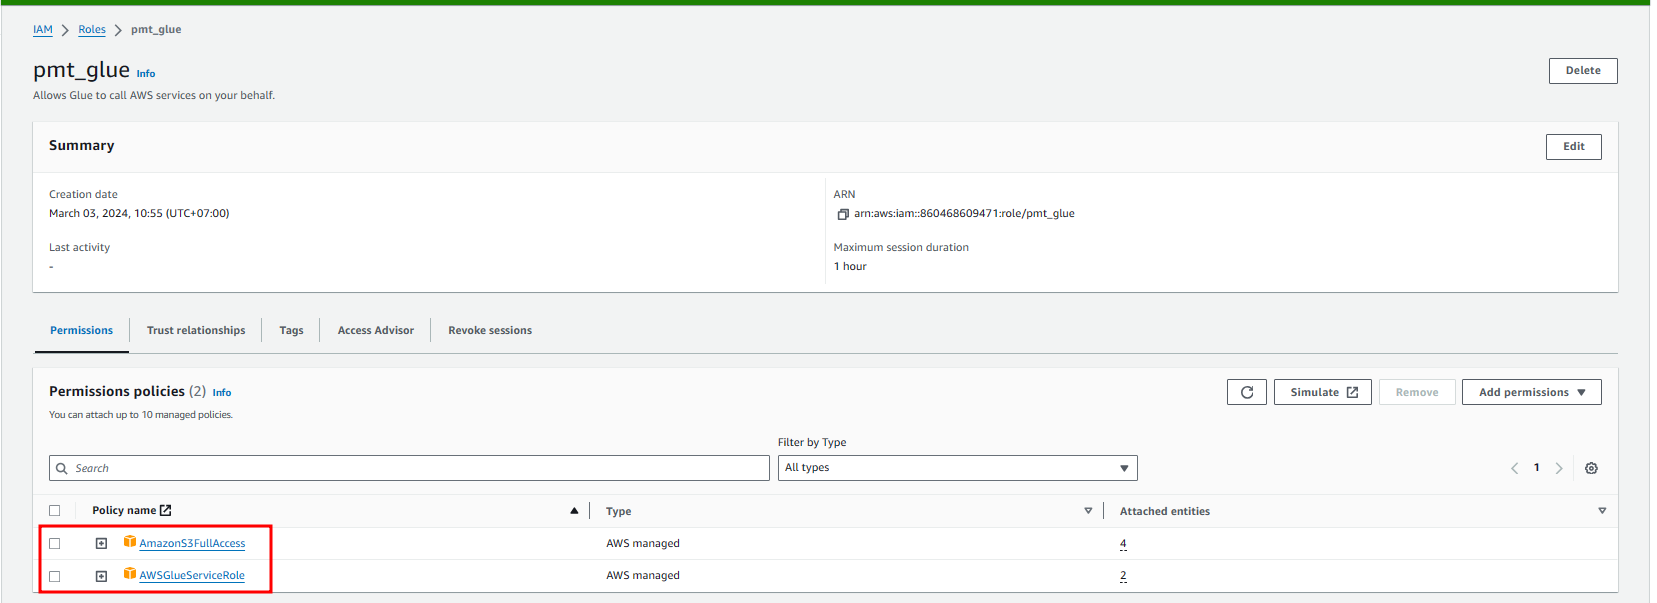 IAM > Roles > pmt_glue
pmt_glue Info
Delete
Allows Glue to call AWS services on your behalf.
Summary
Edit
Creation date
March 03, 2024, 10:55 (UTC+07:00)
ARN
arn:aws:iam::860468609471:role/pmt_glue
Last activity
-
Maximum session duration
1 hour
Permissions
Trust relationships
Tags
Access Advisor
Revoke sessions
Permissions policies (2) Info
You can attach up to 10 managed policies.
Simulate
Remove
Add permissions
Filter by Type
Search
All types
1
Policy name
Type
Attached entities
AmazonS3FullAccess
AWS managed
4
AWSGlueServiceRole
AWS managed
2